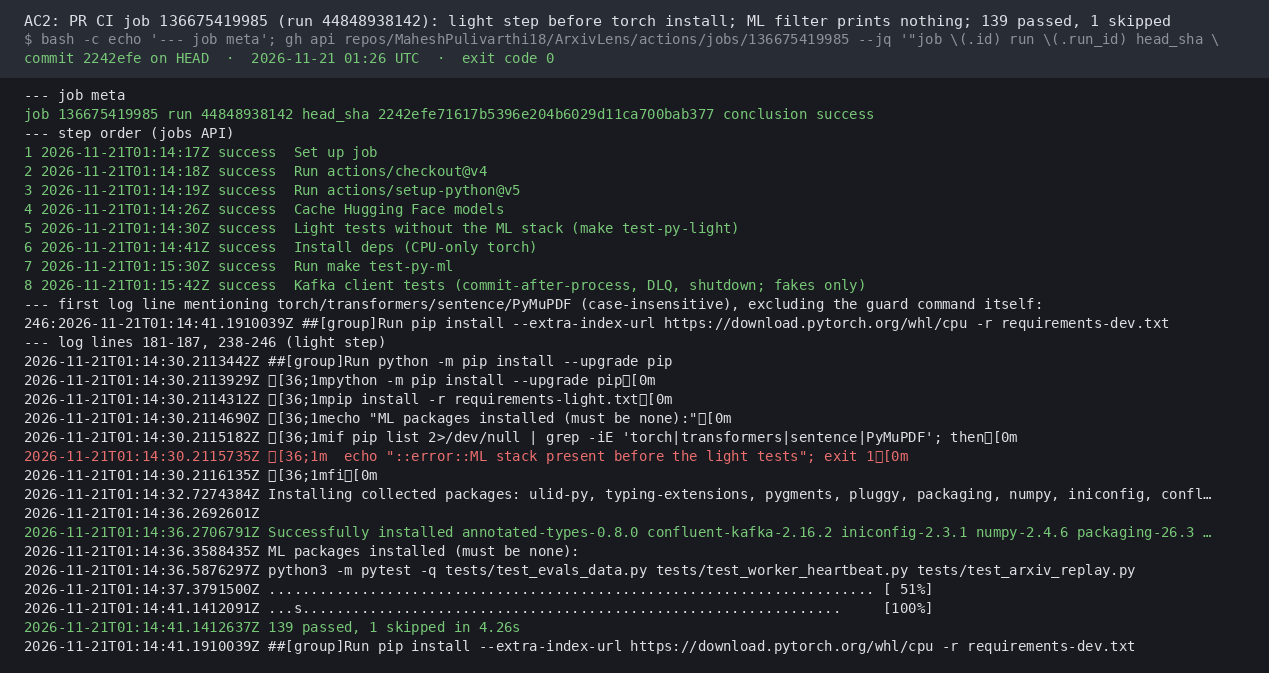 AC2: PR CI job 136675419985 (run 44848938142): light step before torch install; ML filter prints nothing; 139 passed, 1 skipped
$ bash -c echo '--- job meta'; gh api repos/MaheshPulivarthi18/ArxivLens/actions/jobs/136675419985 --jq '"job \(.id) run \(.run_id) head_sha \
commit 2242efe on HEAD · 2026-11-21 01:26 UTC · exit code 0
--- job meta
job 136675419985 run 44848938142 head_sha 2242efe71617b5396e204b6029d11ca700bab377 conclusion success
--- step order (jobs API)
1 2026-11-21T01:14:17Z success  Set up job
2 2026-11-21T01:14:18Z success  Run actions/checkout@v4
3 2026-11-21T01:14:19Z success  Run actions/setup-python@v5
4 2026-11-21T01:14:26Z success  Cache Hugging Face models
5 2026-11-21T01:14:30Z success  Light tests without the ML stack (make test-py-light)
6 2026-11-21T01:14:41Z success  Install deps (CPU-only torch)
7 2026-11-21T01:15:30Z success  Run make test-py-ml
8 2026-11-21T01:15:42Z success  Kafka client tests (commit-after-process, DLQ, shutdown; fakes only)
--- first log line mentioning torch/transformers/sentence/PyMuPDF (case-insensitive), excluding the guard command itself:
246:2026-11-21T01:14:41.1910039Z ##[group]Run pip install --extra-index-url https://download.pytorch.org/whl/cpu -r requirements-dev.txt
--- log lines 181-187, 238-246 (light step)
2026-11-21T01:14:30.2113442Z ##[group]Run python -m pip install --upgrade pip
2026-11-21T01:14:30.2113929Z □[36;1mpython -m pip install --upgrade pip□[0m
2026-11-21T01:14:30.2114312Z □[36;1mpip install -r requirements-light.txt□[0m
2026-11-21T01:14:30.2114690Z □[36;1mecho "ML packages installed (must be none):"□[0m
2026-11-21T01:14:30.2115182Z □[36;1mif pip list 2>/dev/null | grep -iE 'torch|transformers|sentence|PyMuPDF'; then□[0m
2026-11-21T01:14:30.2115735Z □[36;1m  echo "::error::ML stack present before the light tests"; exit 1□[0m
2026-11-21T01:14:30.2116135Z □[36;1mfi□[0m
2026-11-21T01:14:32.7274384Z Installing collected packages: ulid-py, typing-extensions, pygments, pluggy, packaging, numpy, iniconfig, confl…
2026-11-21T01:14:36.2692601Z
2026-11-21T01:14:36.2706791Z Successfully installed annotated-types-0.8.0 confluent-kafka-2.16.2 iniconfig-2.3.1 numpy-2.4.6 packaging-26.3 …
2026-11-21T01:14:36.3588435Z ML packages installed (must be none):
2026-11-21T01:14:36.5876297Z python3 -m pytest -q tests/test_evals_data.py tests/test_worker_heartbeat.py tests/test_arxiv_replay.py
2026-11-21T01:14:37.3791500Z ........................................................................ [ 51%]
2026-11-21T01:14:41.1412091Z ...s................................................................     [100%]
2026-11-21T01:14:41.1412637Z 139 passed, 1 skipped in 4.26s
2026-11-21T01:14:41.1910039Z ##[group]Run pip install --extra-index-url https://download.pytorch.org/whl/cpu -r requirements-dev.txt